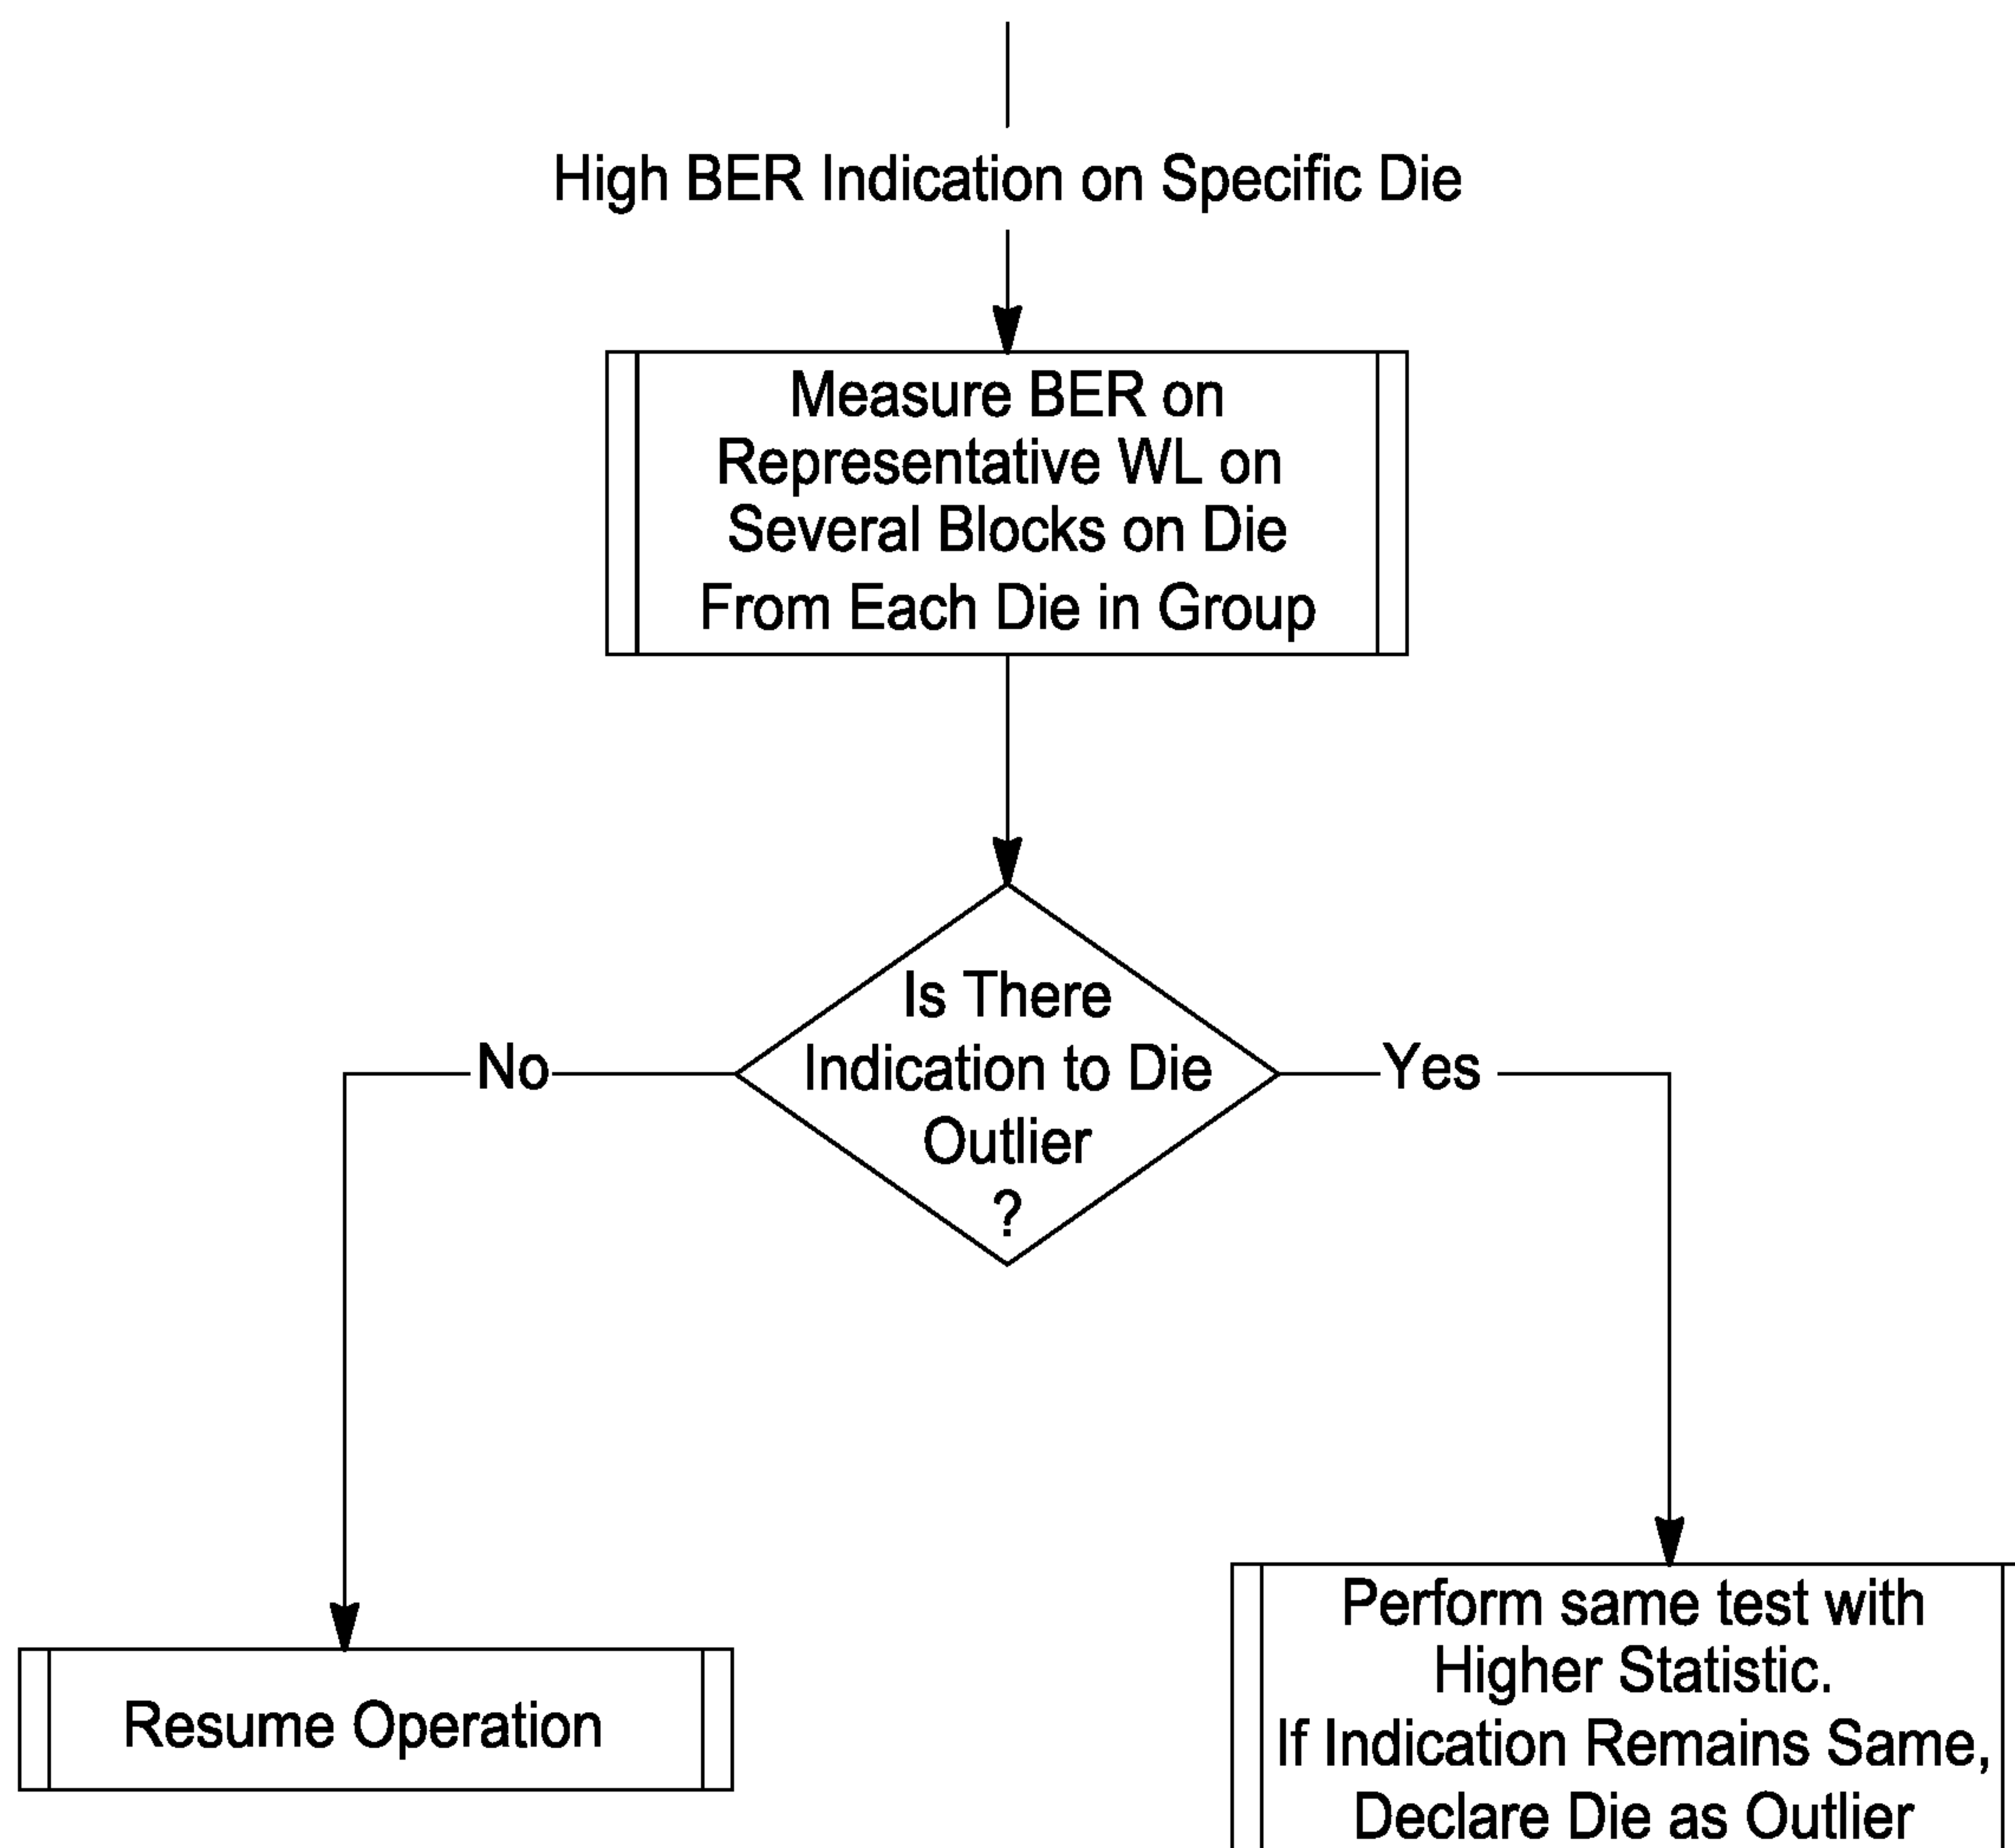 High BER Indication on Specific Die
Measure BER on
Representative WL on
Several Blocks on Die
From Each Die in Group
Is There
Indication to Die
Outlier
?
No
Yes
Resume Operation
Perform same test with
Higher Statistic.
If Indication Remains Same,
Declare Die as Outlier